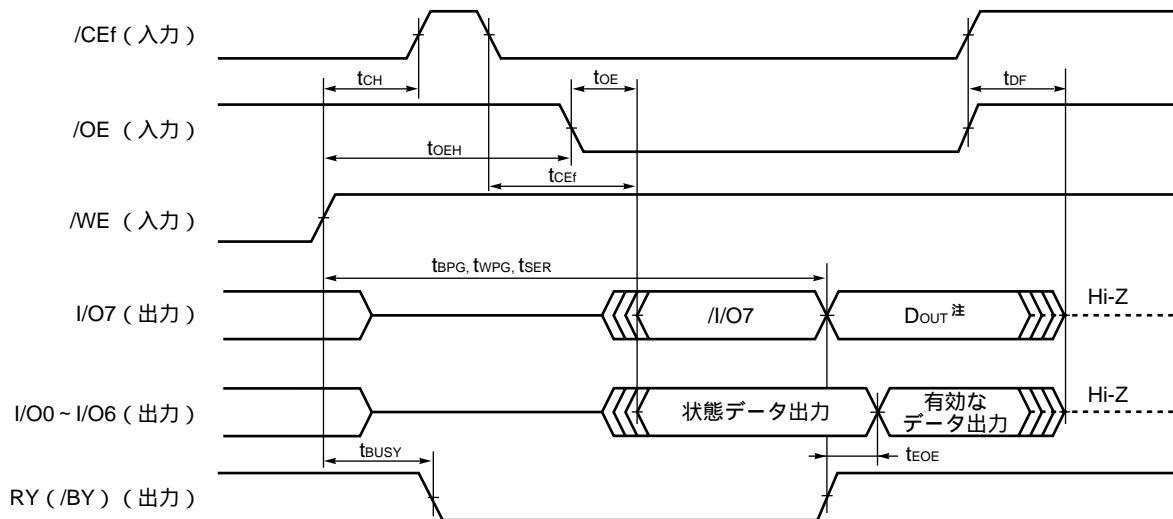 /CEf（入力）
tCH
tOE
tDF
/OE（入力）
tOEH
tCEf
/WE（入力）
tBPG, tWPG, tSER
I/O7（出力）
/I/O7
DOUT 注
Hi-Z
I/O0～I/O6（出力）
状態データ出力
有効な
データ出力
Hi-Z
tBUSY
tEOE
RY（/BY）（出力）